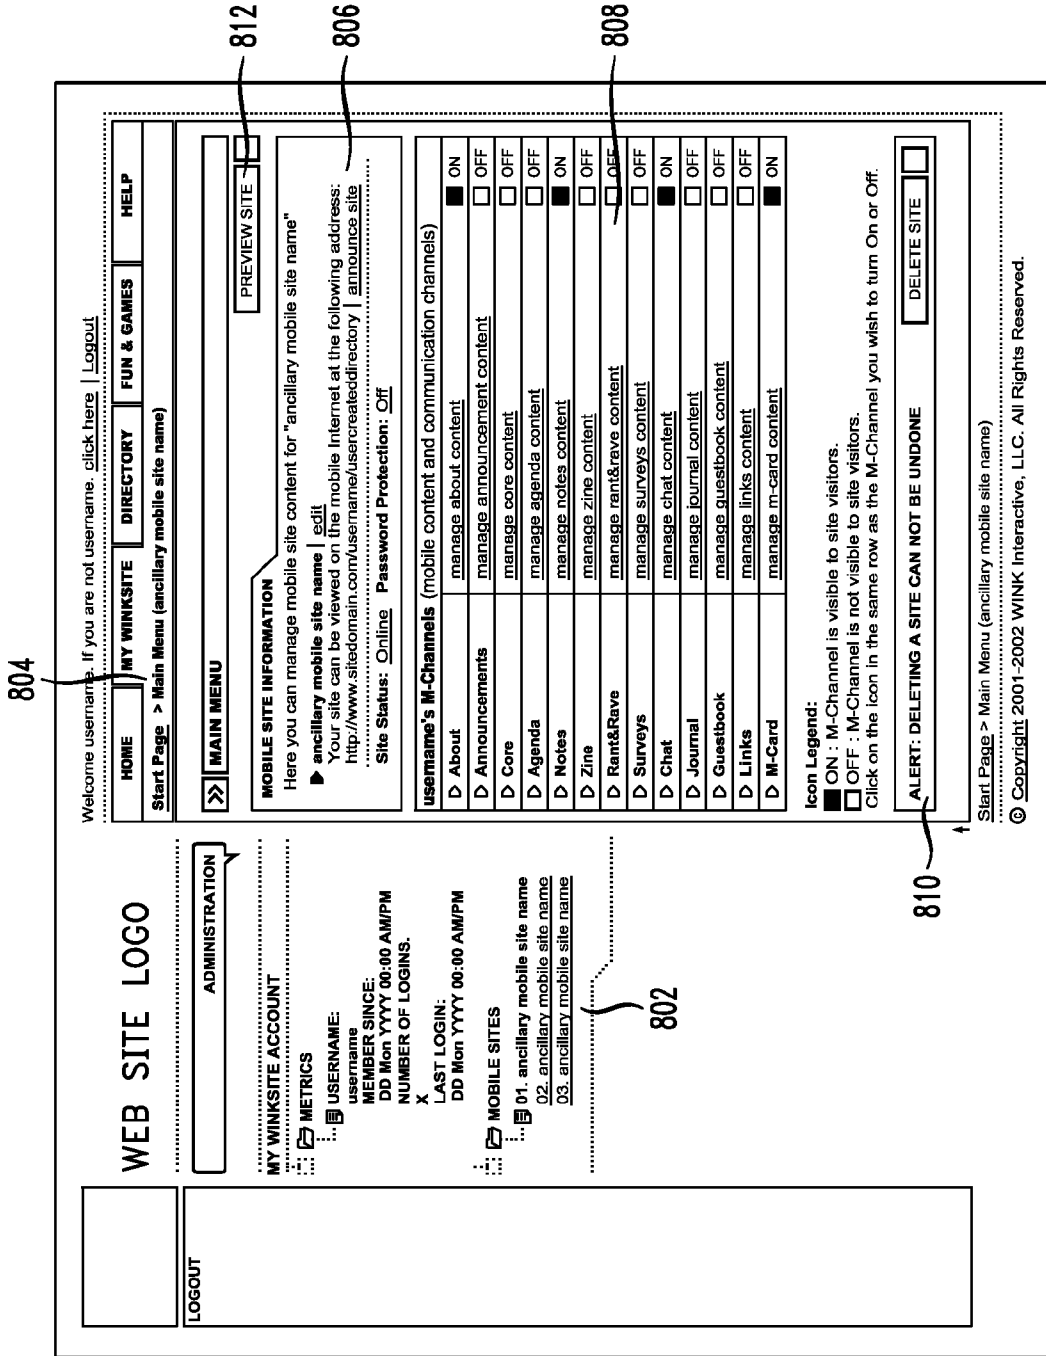 LOGOUT
WEB SITE LOGO
ADMINISTRATION
MY WINKSITE ACCOUNT
METRICS
USERNAME:
username
MEMBER SINCE:
DD Mon YYYY 00:00 AM/PM
NUMBER OF LOGINS.
X
LAST LOGIN:
DD Mon YYYY 00:00 AM/PM
MOBILE SITES
01. ancillary mobile site name
02. ancillary mobile site name
03. ancillary mobile site name
802
804
Welcome username. If you are not username. click here | Logout
HOME MY WINKSITE DIRECTORY FUN & GAMES HELP
Start Page > Main Menu (ancillary mobile site name)
>> MAIN MENU
PREVIEW SITE
812
MOBILE SITE INFORMATION
Here you can manage mobile site content for "ancillary mobile site name"
ancillary mobile site name | edit
Your site can be viewed on the mobile Internet at the following address:
http://www.sitedomain.com/username/usercreateddirectory | announce site
806
Site Status: Online Password Protection: Off
username's M-Channels (mobile content and communication channels)
About manage about content ON
Announcements manage announcement content OFF
Core manage core content OFF
Agenda manage agenda content OFF
Notes manage notes content ON
Zine manage zine content OFF
Rant&Rave manage rant&rave content OFF
Surveys manage surveys content OFF
Chat manage chat content ON
Journal manage journal content OFF
Guestbook manage guestbook content OFF
Links manage links content OFF
M-Card manage m-card content ON
808
Icon Legend:
ON : M-Channel is visible to site visitors.
OFF : M-Channel is not visible to site visitors.
Click on the icon in the same row as the M-Channel you wish to turn On or Off.
ALERT: DELETING A SITE CAN NOT BE UNDONE DELETE SITE
810
Start Page > Main Menu (ancillary mobile site name)
© Copyright 2001-2002 WINK Interactive, LLC. All Rights Reserved.